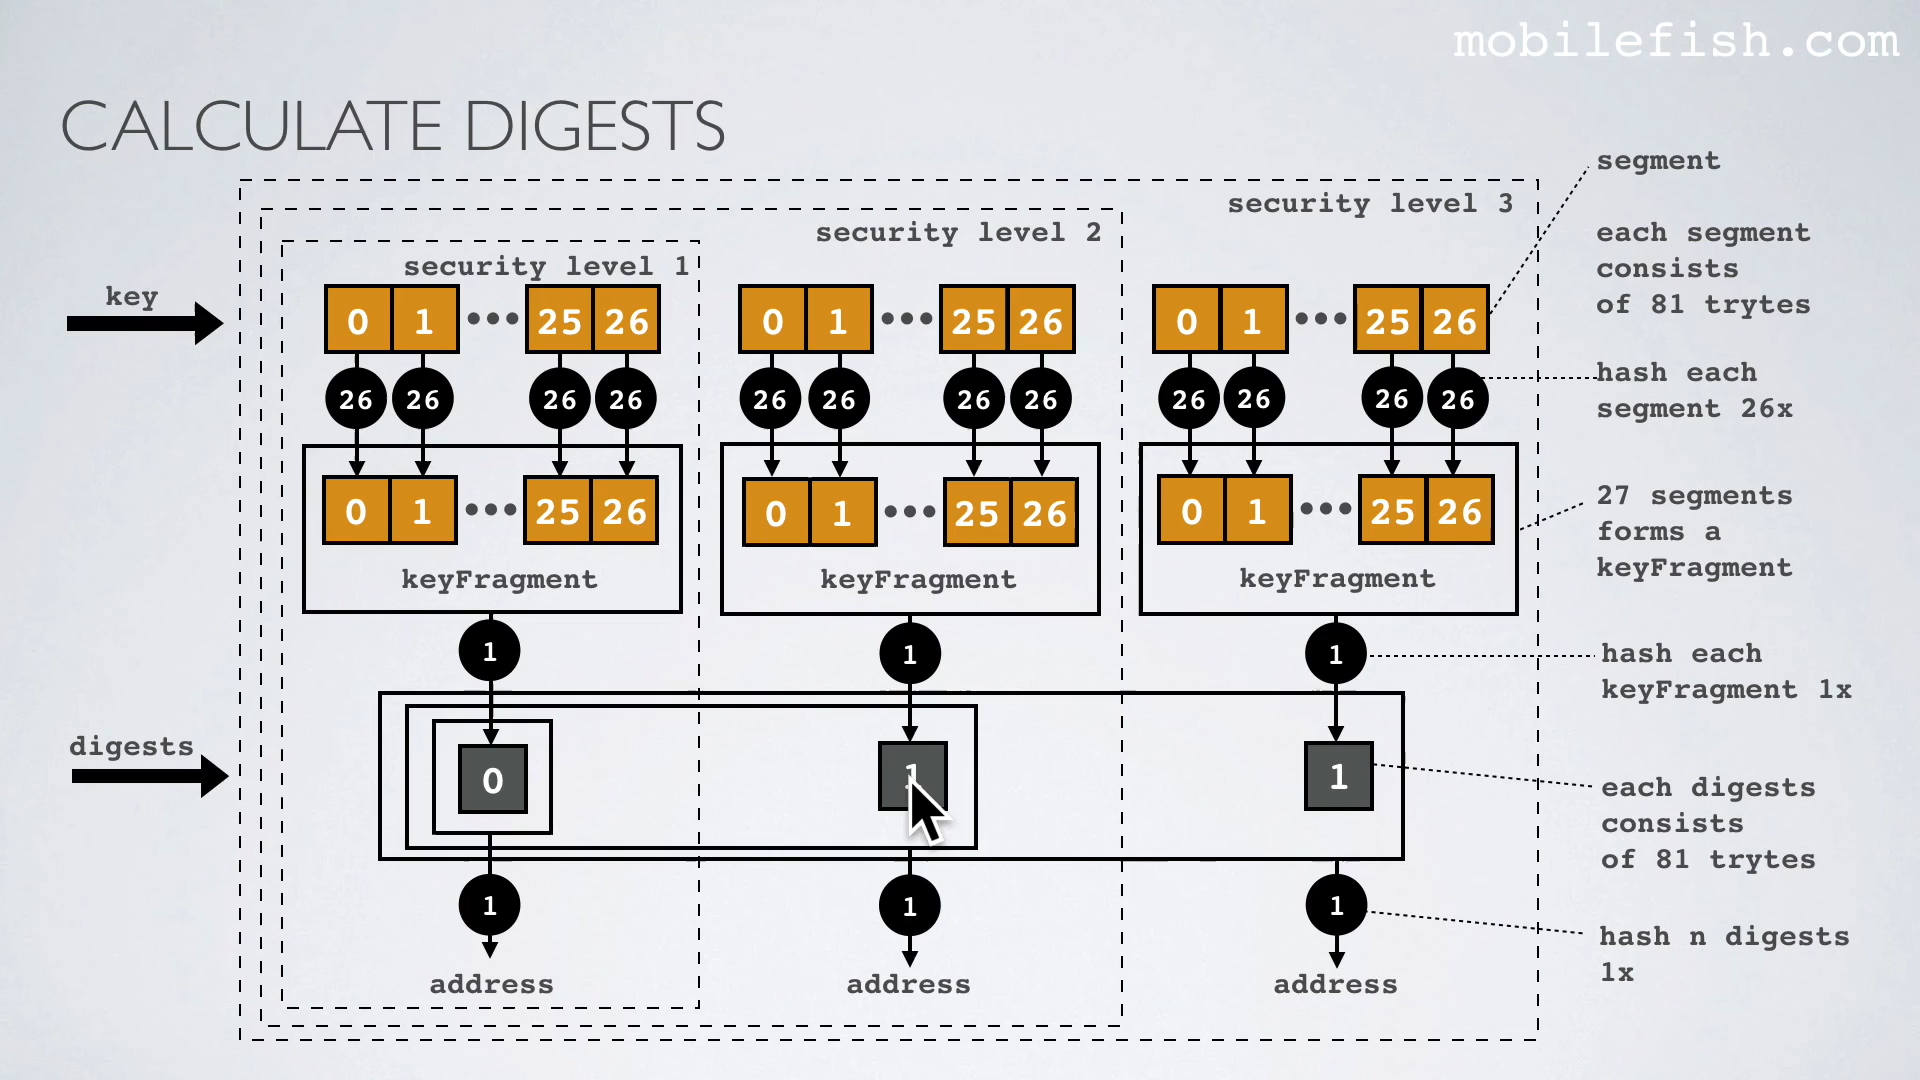 mobilefish.com
CALCULATE DIGESTS
security level 3
security level 2
security level 1
key
0 1 ••• 25 26 0 1 ••• 25 26 0 1 ••• 25 26
26 26 26 26 26 26 26 26 26 26 26 26
0 1 ••• 25 26 0 1 ••• 25 26 0 1 ••• 25 26
keyFragment keyFragment keyFragment
1 1 1
digests
0 1 1
1 1 1
address address address
segment
each segment
consists
of 81 trytes
hash each
segment 26x
27 segments
forms a
keyFragment
hash each
keyFragment 1x
each digests
consists
of 81 trytes
hash n digests
1x